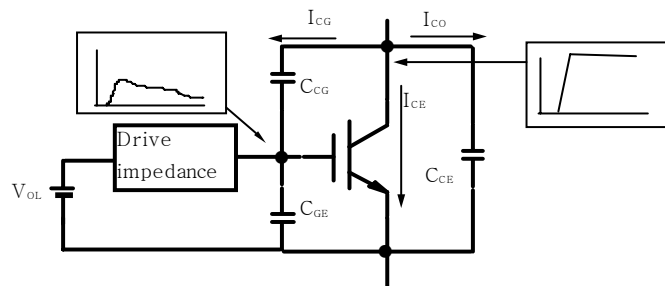 I_CG
I_CO
C_CG
I_CE
Drive
impedance
V_OL
C_GE
C_CE